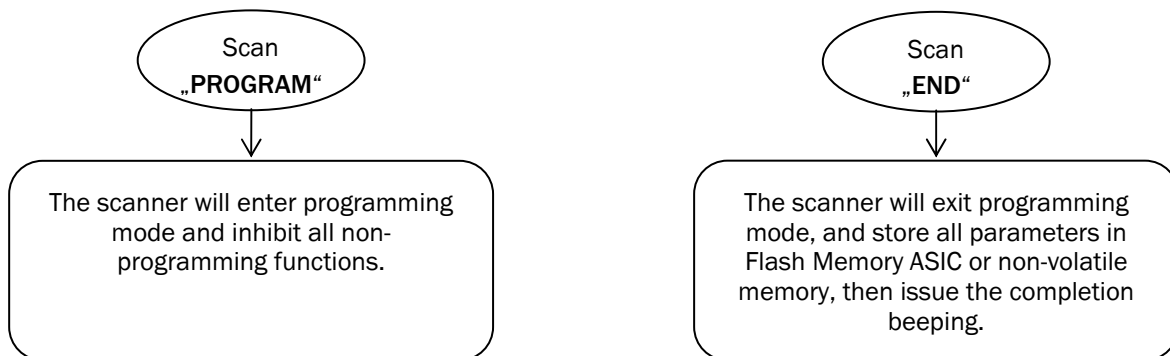 Scan
„PROGRAM“
The scanner will enter programming
mode and inhibit all non-
programming functions.
Scan
„END“
The scanner will exit programming
mode, and store all parameters in
Flash Memory ASIC or non-volatile
memory, then issue the completion
beeping.